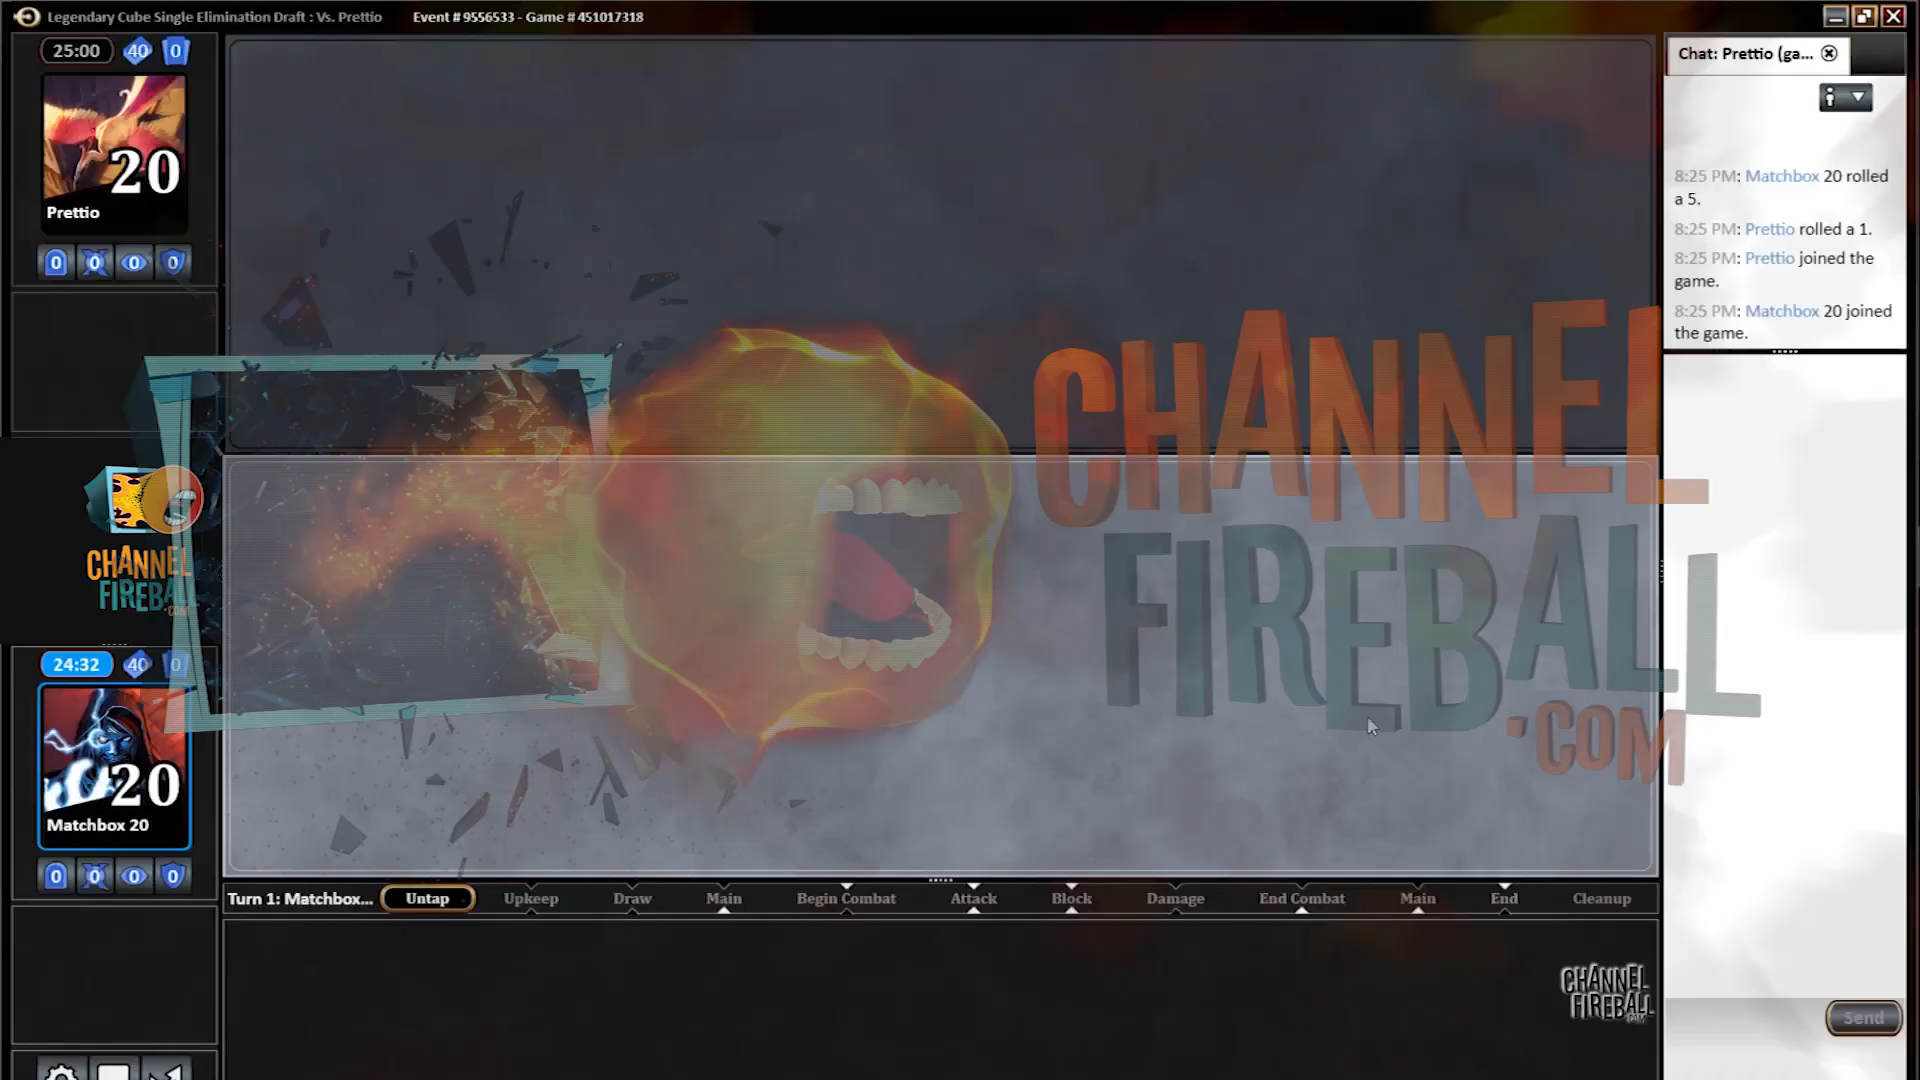 Legendary Cube Single Elimination Draft : Vs. Prettio Event # 9556533 - Game # 451017318
25:00 40 0
20
Prettio
0 0 0 0
Chat: Prettio (ga...
8:25 PM: Matchbox 20 rolled
a 5.
8:25 PM: Prettio rolled a 1.
8:25 PM: Prettio joined the
game.
8:25 PM: Matchbox 20 joined
the game.
CHANNEL
FIREBALL
.COM
CHANNEL
FIREBALL
.COM
24:32 40 0
20
Matchbox 20
0 0 0 0
Turn 1: Matchbox... Untap Upkeep Draw Main Begin Combat Attack Block Damage End Combat Main End Cleanup
CHANNEL
FIREBALL
.COM
Send